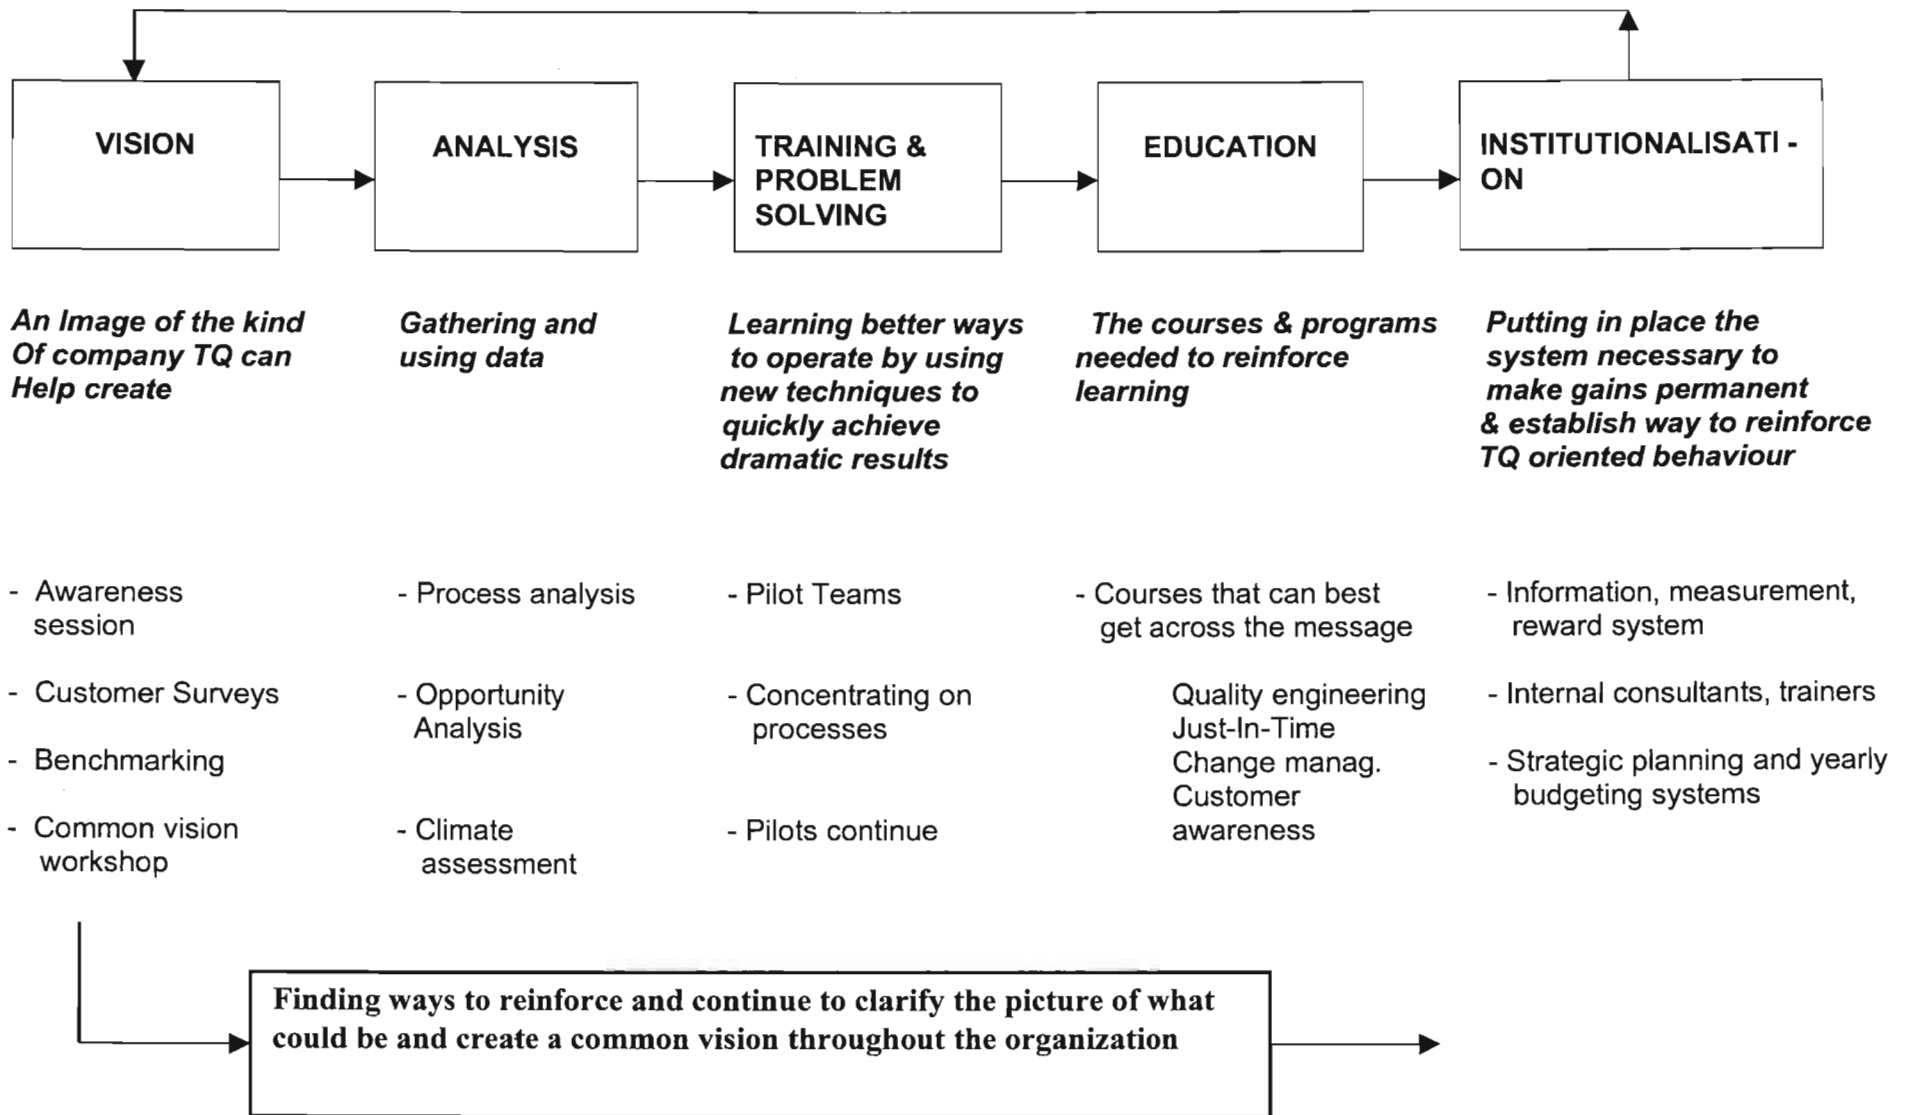 VISION
ANALYSIS
TRAINING &
PROBLEM
SOLVING
EDUCATION
INSTITUTIONALISATI -
ON
An Image of the kind
Of company TQ can
Help create
Gathering and
using data
Learning better ways
to operate by using
new techniques to
quickly achieve
dramatic results
The courses & programs
needed to reinforce
learning
Putting in place the
system necessary to
make gains permanent
& establish way to reinforce
TQ oriented behaviour
- Awareness
session
- Customer Surveys
- Benchmarking
- Common vision
workshop
- Process analysis
- Opportunity
Analysis
- Climate
assessment
- Pilot Teams
- Concentrating on
processes
- Pilots continue
- Courses that can best
get across the message
Quality engineering
Just-In-Time
Change manag.
Customer
awareness
- Information, measurement,
reward system
- Internal consultants, trainers
- Strategic planning and yearly
budgeting systems
Finding ways to reinforce and continue to clarify the picture of what
could be and create a common vision throughout the organization